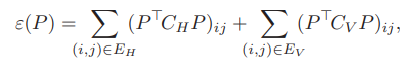 ε(P) = ∑_{(i,j)∈E_H} (P^⊤C_H P)_{ij} + ∑_{(i,j)∈E_V} (P^⊤C_V P)_{ij},